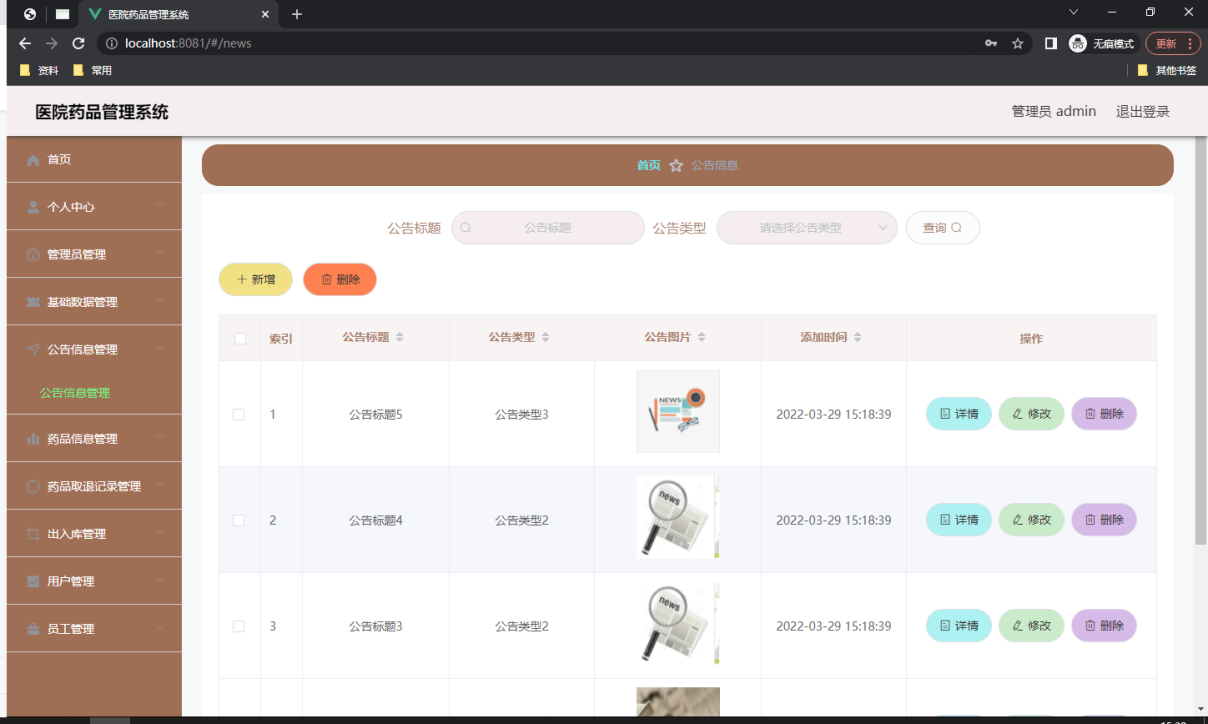 医院药品管理系统
localhost:8081/#/news
无痕模式
更新
资料
常用
其他书签
医院药品管理系统
管理员 admin
退出登录
首页
个人中心
管理员管理
基础数据管理
公告信息管理
公告信息管理
药品信息管理
药品取退记录管理
出入库管理
用户管理
员工管理
首页 公告信息
公告标题 公告标题 公告类型 请选择公告类型 查询
新增 删除
索引 公告标题 公告类型 公告图片 添加时间 操作
NEWS
1 公告标题5 公告类型3 2022-03-29 15:18:39 详情 修改 删除
news
2 公告标题4 公告类型2 2022-03-29 15:18:39 详情 修改 删除
news
3 公告标题3 公告类型2 2022-03-29 15:18:39 详情 修改 删除